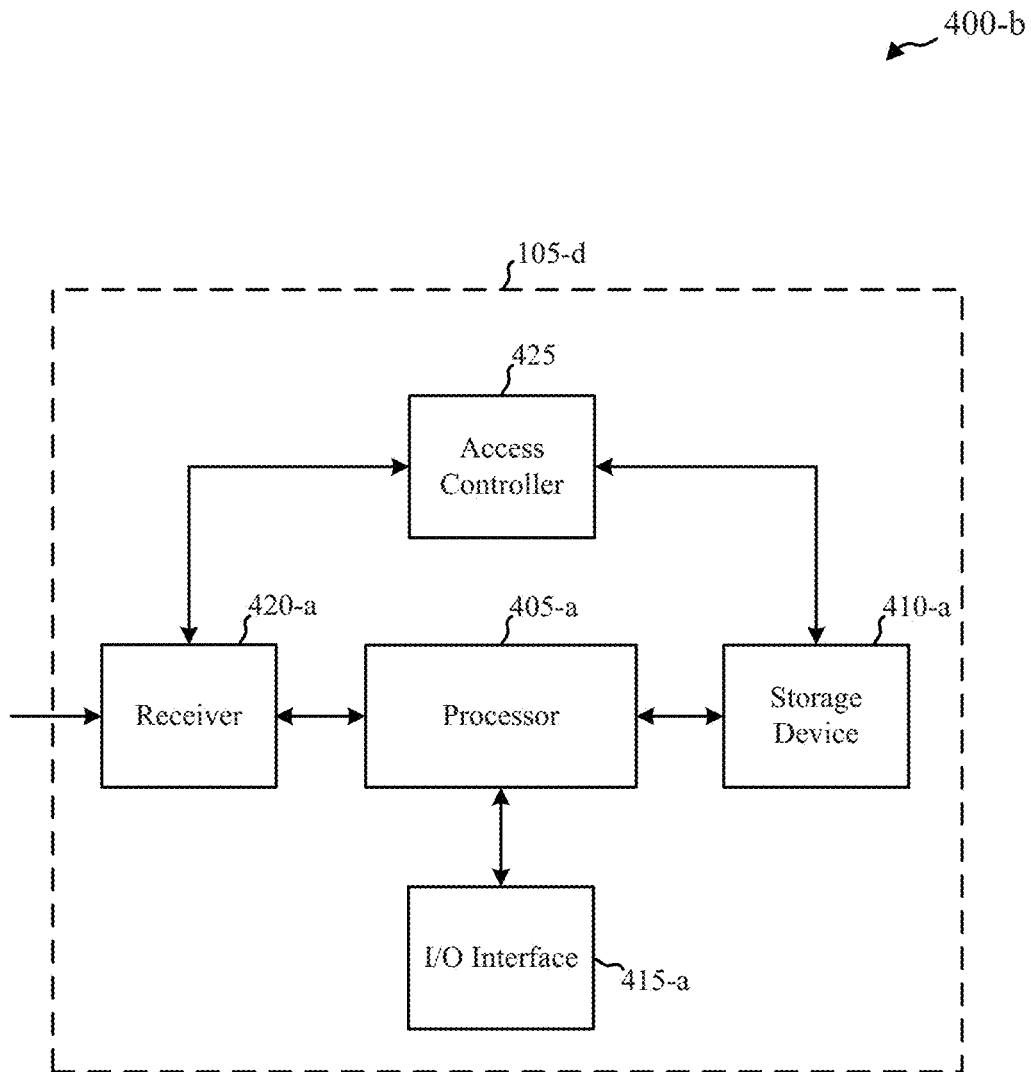 400-b
105-d
425
Access
Controller
420-a
405-a
410-a
Receiver
Processor
Storage
Device
I/O Interface
415-a